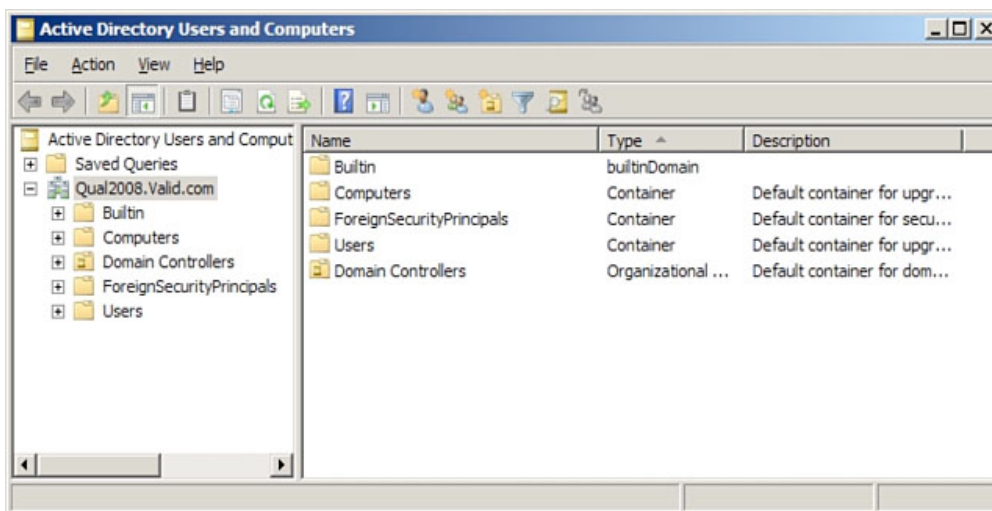 Active Directory Users and Computers
File Action View Help
Active Directory Users and Comput
Saved Queries
Qual2008.Valid.com
Builtin
Computers
Domain Controllers
ForeignSecurityPrincipals
Users
Name Type Description
Builtin builtinDomain
Computers Container Default container for upgr...
ForeignSecurityPrincipals Container Default container for secu...
Users Container Default container for upgr...
Domain Controllers Organizational ... Default container for dom...